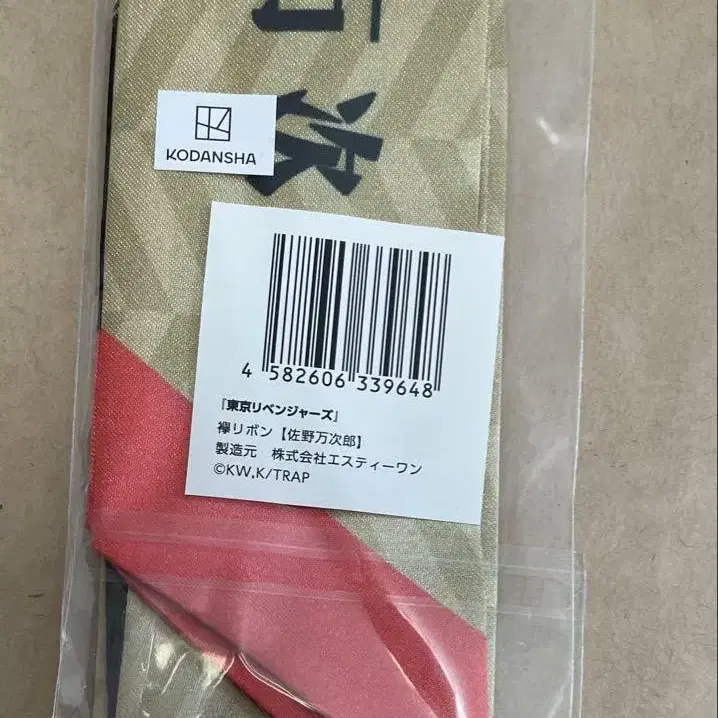 次
KODANSHA
4 582606 339648
『東京リベンジャーズ』
襷リボン【佐野万次郎】
製造元 株式会社エスティーワン
©KW,K/TRAP